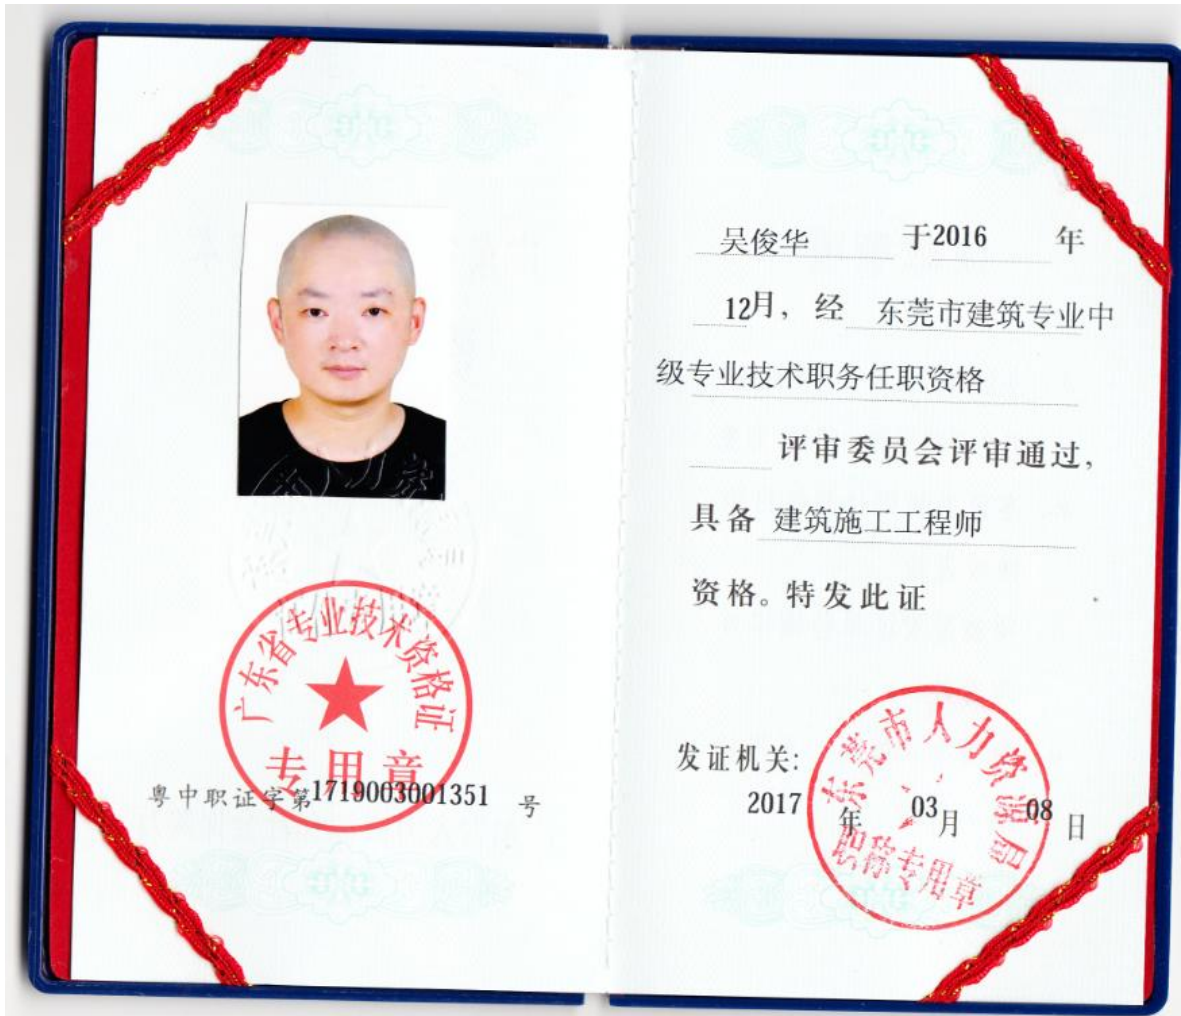 广东省专业技术资格证
专用章
粤中职证字第1719003001351 号
吴俊华 于2016 年
12月，经 东莞市建筑专业中
级专业技术职务任职资格
评审委员会评审通过，
具备 建筑施工工程师
资格。特发此证
发证机关:
2017 年 03月 08日
东莞市人力资源局
职称专用章